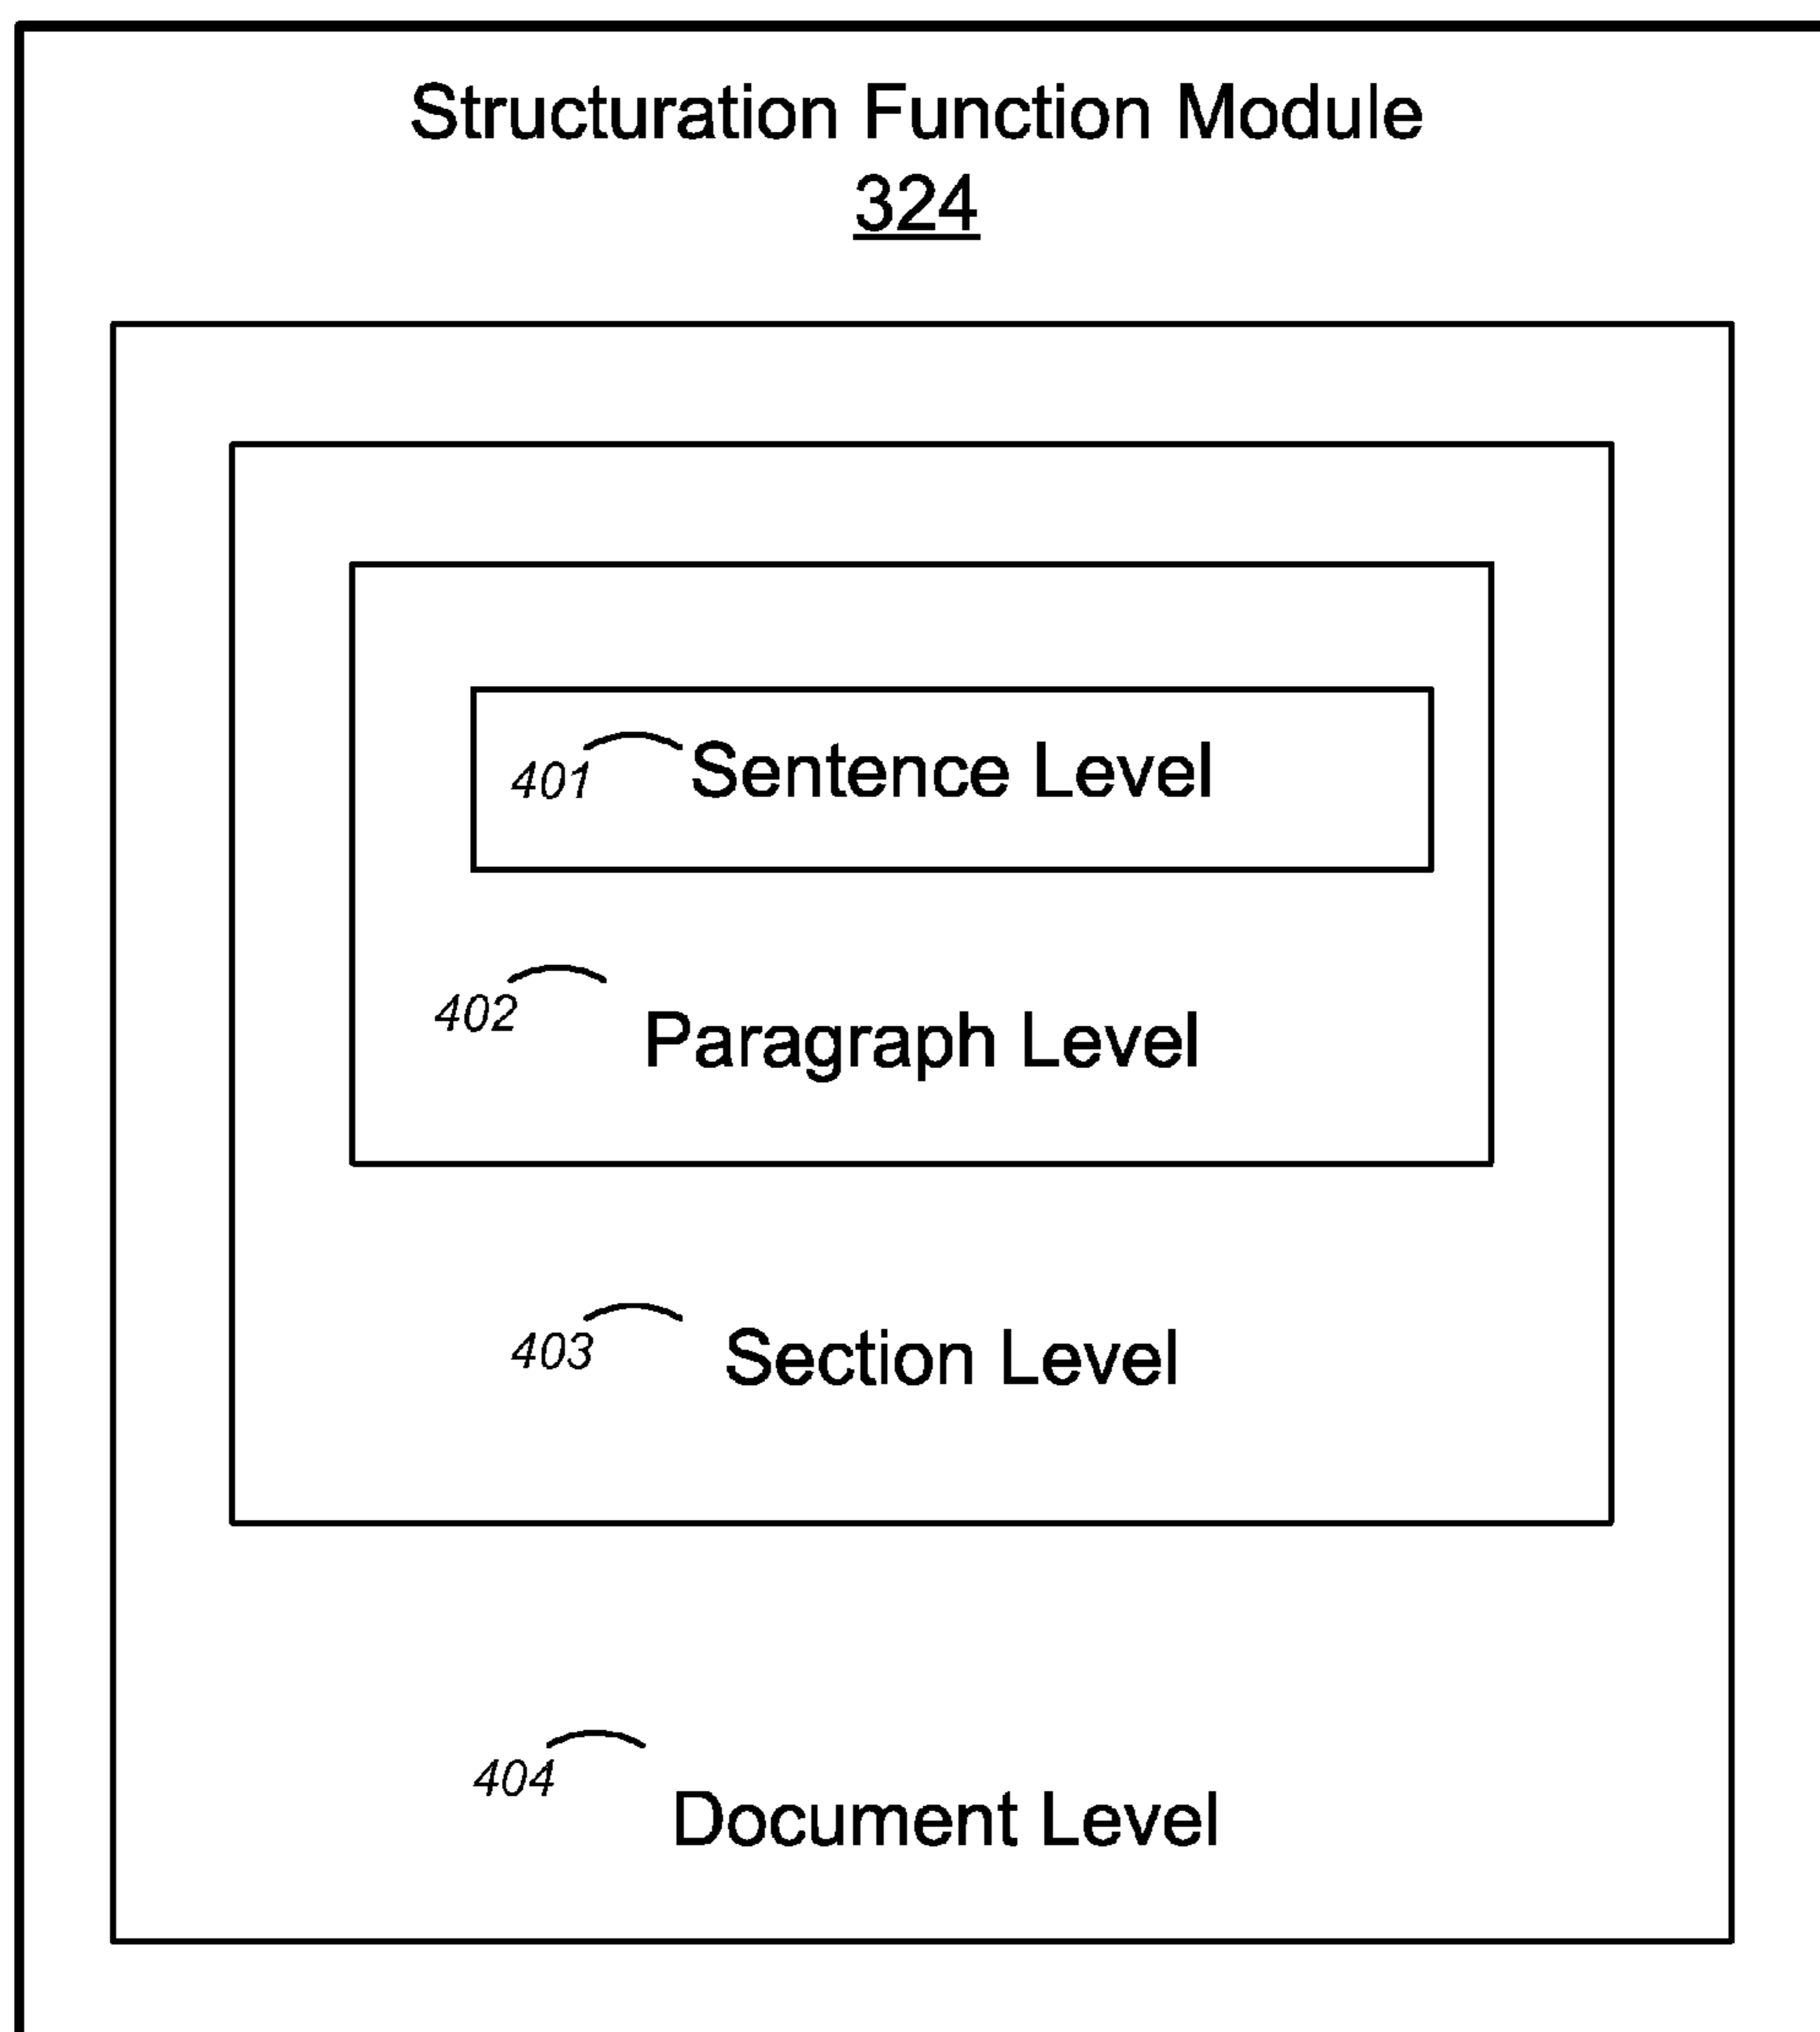 Structuration Function Module
324
401 Sentence Level
402 Paragraph Level
403 Section Level
404 Document Level